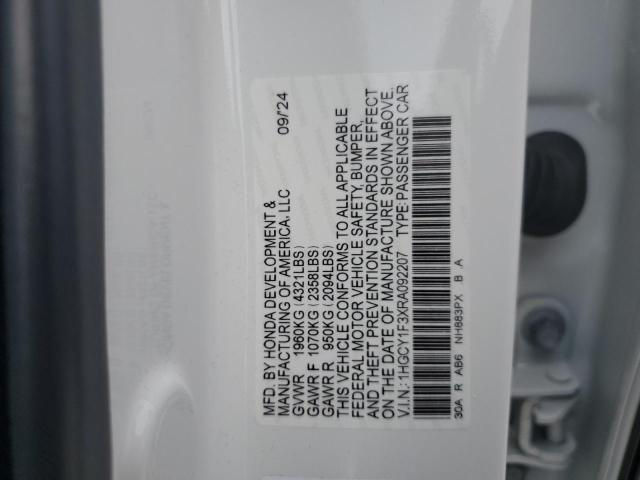 MFD. BY HONDA DEVELOPMENT & 09/24
MANUFACTURING OF AMERICA, LLC
GVWR 1960KG (4321LBS)
GAWR F 1070KG (2358LBS)
GAWR R 950KG (2094LBS)
THIS VEHICLE CONFORMS TO ALL APPLICABLE
FEDERAL MOTOR VEHICLE SAFETY, BUMPER,
AND THEFT PREVENTION STANDARDS IN EFFECT
ON THE DATE OF MANUFACTURE SHOWN ABOVE.
V.I.N.: 1HGCY1F3XRA092207 TYPE: PASSENGER CAR
30A R AB6 NH883PX B A